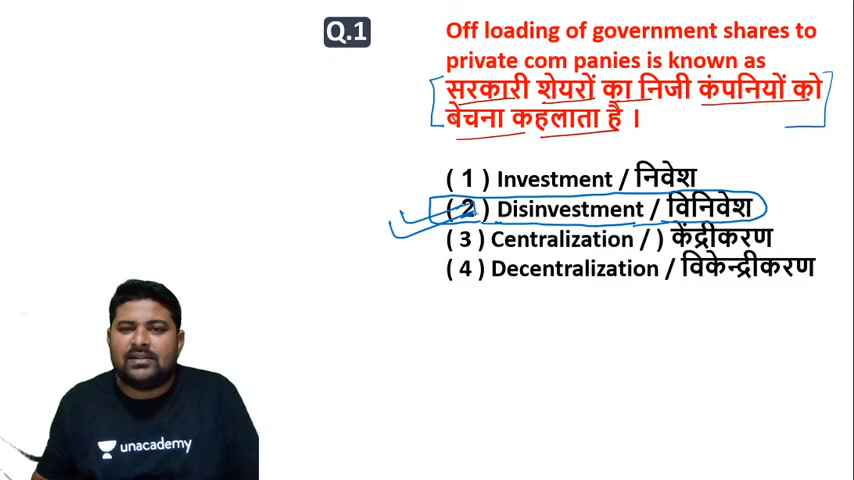 Q.1
Off loading of government shares to
private com panies is known as
सरकारी शेयरों का निजी कंपनियों को
बेचना कहलाता है ।
( 1 ) Investment / निवेश
( 2 ) Disinvestment / विनिवेश
( 3 ) Centralization / ) केंद्रीकरण
( 4 ) Decentralization / विकेन्द्रीकरण
unacademy